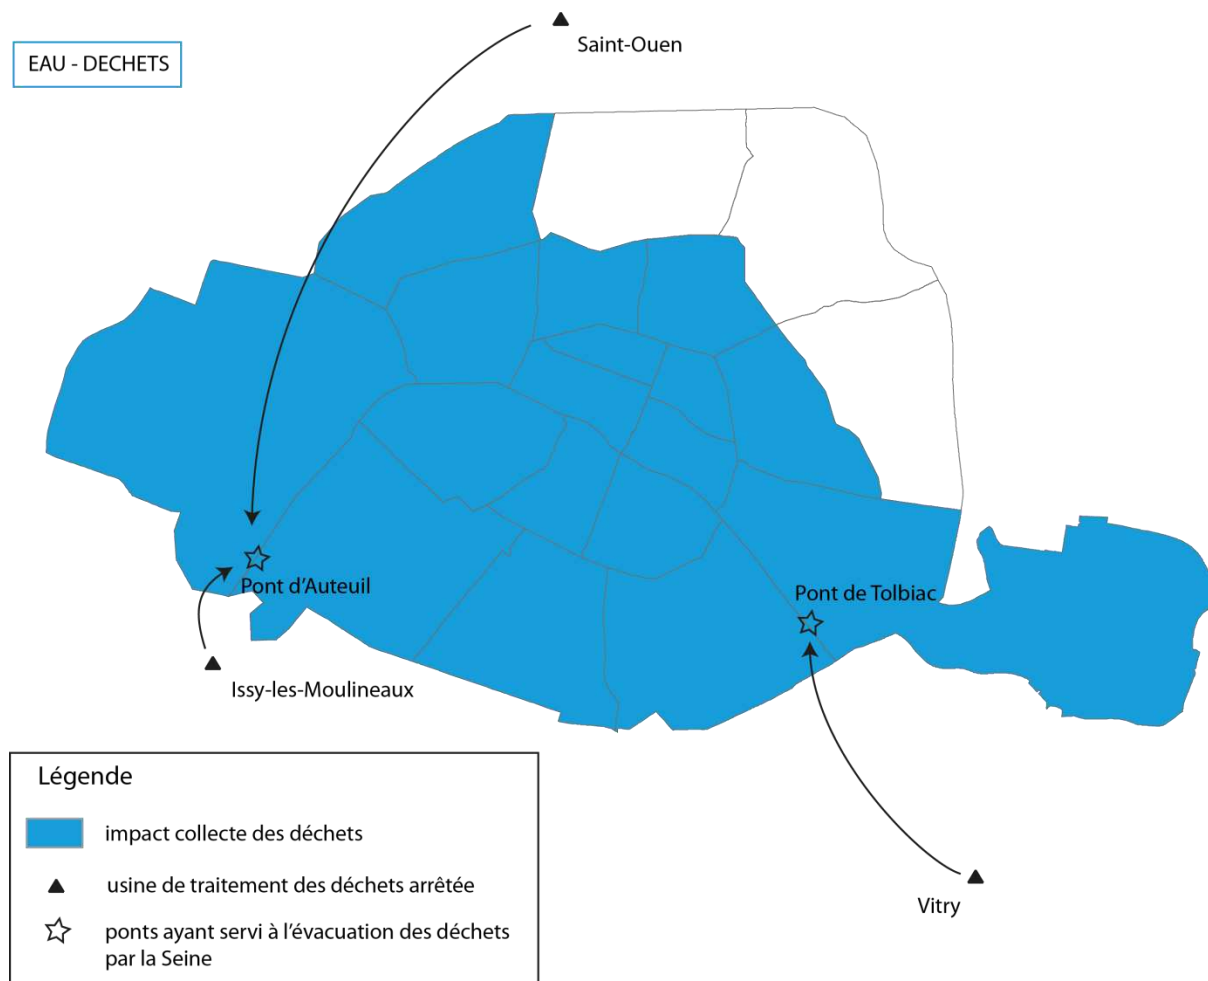 Saint-Ouen
EAU - DECHETS
Pont d'Auteuil
Pont de Tolbiac
Issy-les-Moulineaux
Vitry
Légende
impact collecte des déchets
usine de traitement des déchets arrêtée
ponts ayant servi à l'évacuation des déchets
par la Seine